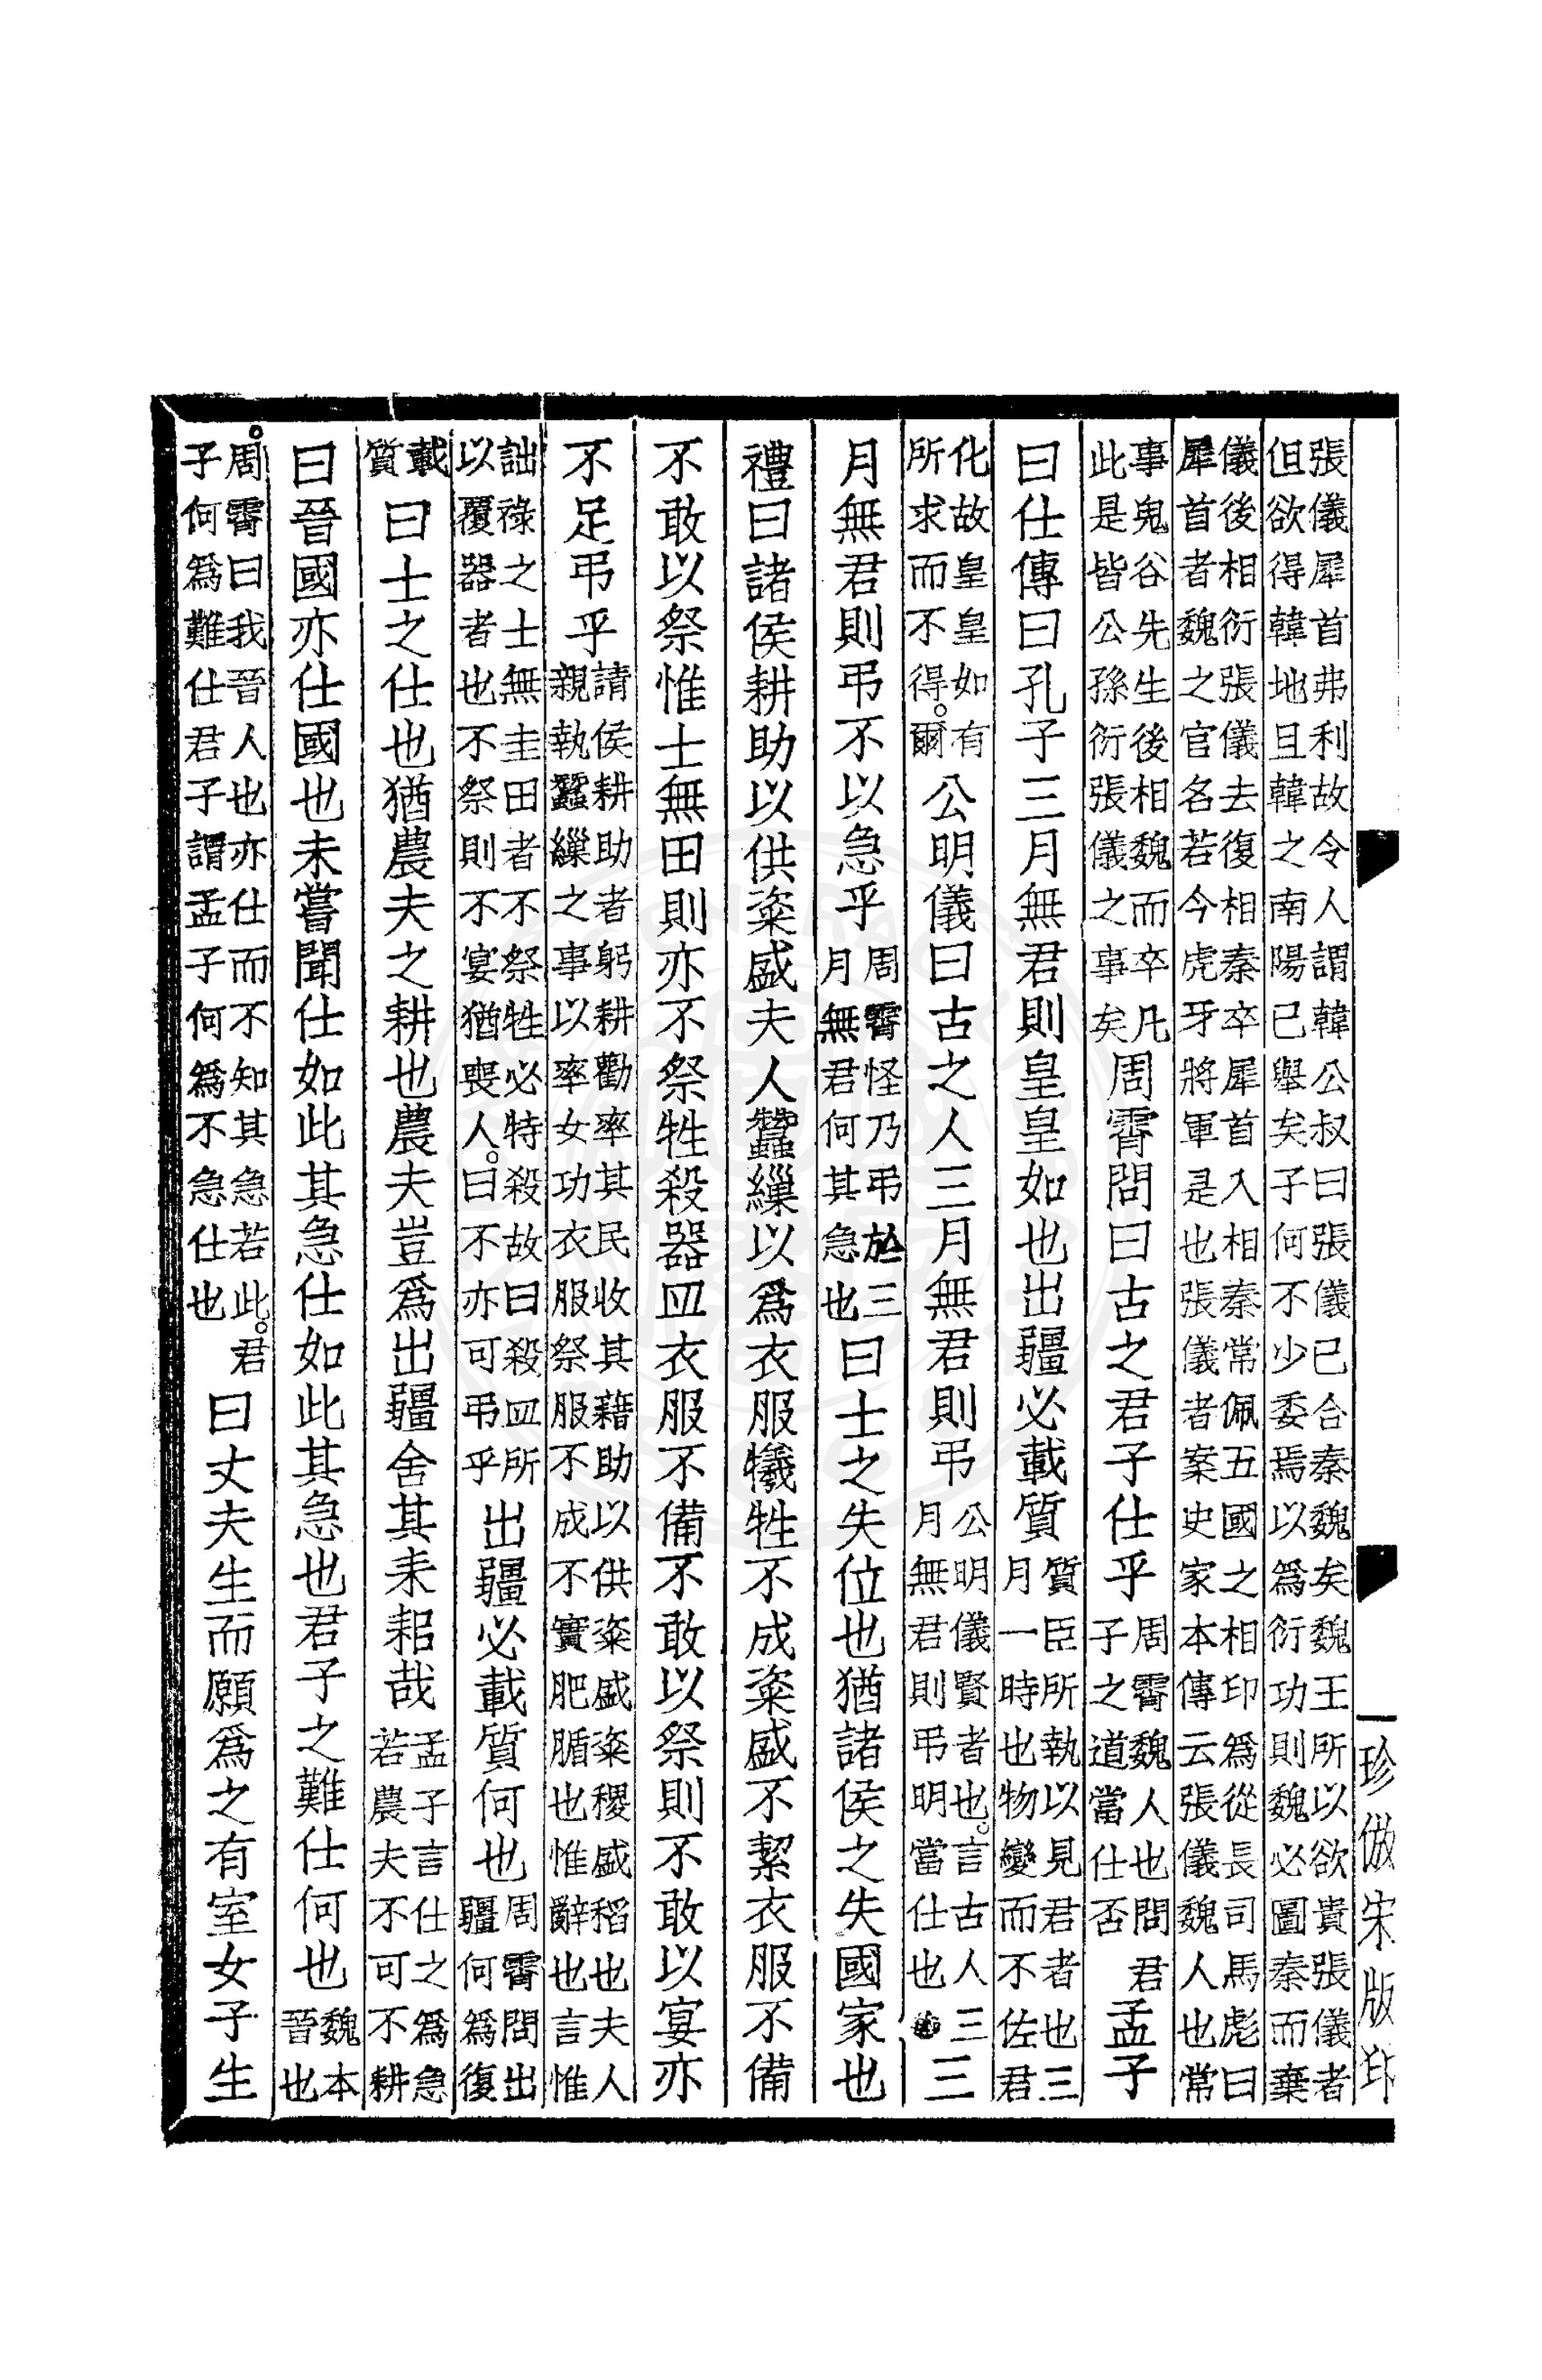 張儀犀首弗利故令人謂韓公叔曰張儀已合秦魏矣魏王所以欲貴張儀者
但欲得韓地且韓之南陽已舉矣子何不少委焉以為衍功則魏必圖秦而棄
儀後相衍張儀去復相秦卒犀首入相秦常佩五國之相印為從長司馬彪曰
犀首者魏之官名若今虎牙將軍是也張儀者案史家本傳云張儀魏人也常
事鬼谷先生後相魏而卒凡
此是皆公孫衍張儀之事矣
周霄問曰古之君子仕乎
周霄魏人也問君
子之道當仕否
孟子
曰仕傳曰孔子三月無君則皇皇如也出疆必載質
質臣所執以見君者也三
月一時也物變而不佐君
化故皇皇如有
所求而不得爾
公明儀曰古之人三月無君則弔
公明儀賢者也言古人三
月無君則弔明當仕也
三
月無君則弔不以急乎
周霄怪乃弔於三
月無君何其急也
曰士之失位也猶諸侯之失國家也
禮曰諸侯耕助以供粢盛夫人蠶繅以為衣服犧牲不成粢盛不絜衣服不備
不敢以祭惟士無田則亦不祭牲殺器皿衣服不備不敢以祭則不敢以宴亦
不足弔乎
諸侯耕助者躬耕勸率其民收其藉助以供粢盛粢稷盛稻也夫人
親執蠶繅之事以率女功衣服祭服不成不實肥腯也惟辭也言惟
詘祿之士無圭田者不祭牲必特殺故曰殺皿所
以覆器者也不祭則不宴猶喪人曰不亦可弔乎
出疆必載質何也
周霄問出
疆何為復
載
質
曰士之仕也猶農夫之耕也農夫豈為出疆舍其耒耜哉
孟子言仕之為急
若農夫不可不耕
曰晉國亦仕國也未嘗聞仕如此其急仕如此其急也君子之難仕何也
魏本
晉也
周霄曰我晉人也亦仕而不知其急若此君
子何為難仕君子謂孟子何為不急仕也
曰丈夫生而願為之有室女子生
珍倣宋版印